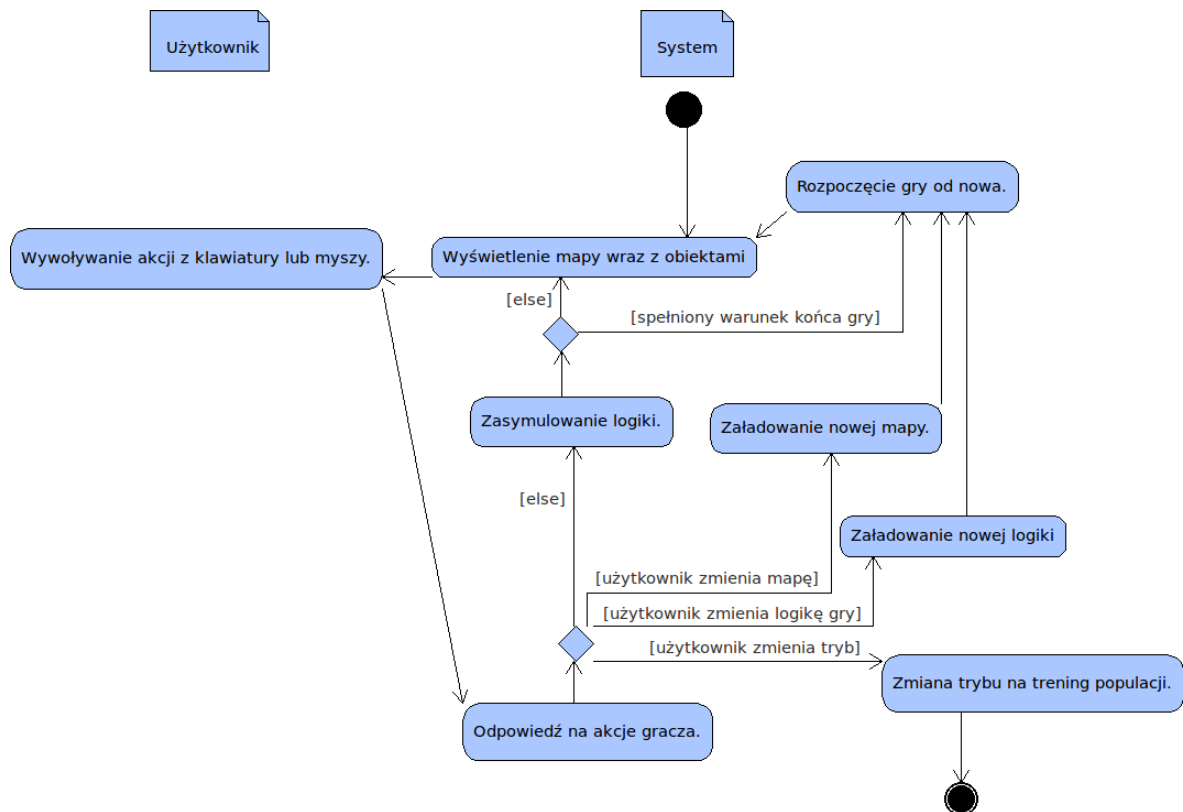 Użytkownik
System
Rozpoczęcie gry od nowa.
Wywoływanie akcji z klawiatury lub myszy.
Wyświetlenie mapy wraz z obiektami
[else]
[spełniony warunek końca gry]
Zasymulowanie logiki.
Załadowanie nowej mapy.
[else]
Załadowanie nowej logiki
[użytkownik zmienia mapę]
[użytkownik zmienia logikę gry]
[użytkownik zmienia tryb]
Zmiana trybu na trening populacji.
Odpowiedź na akcje gracza.